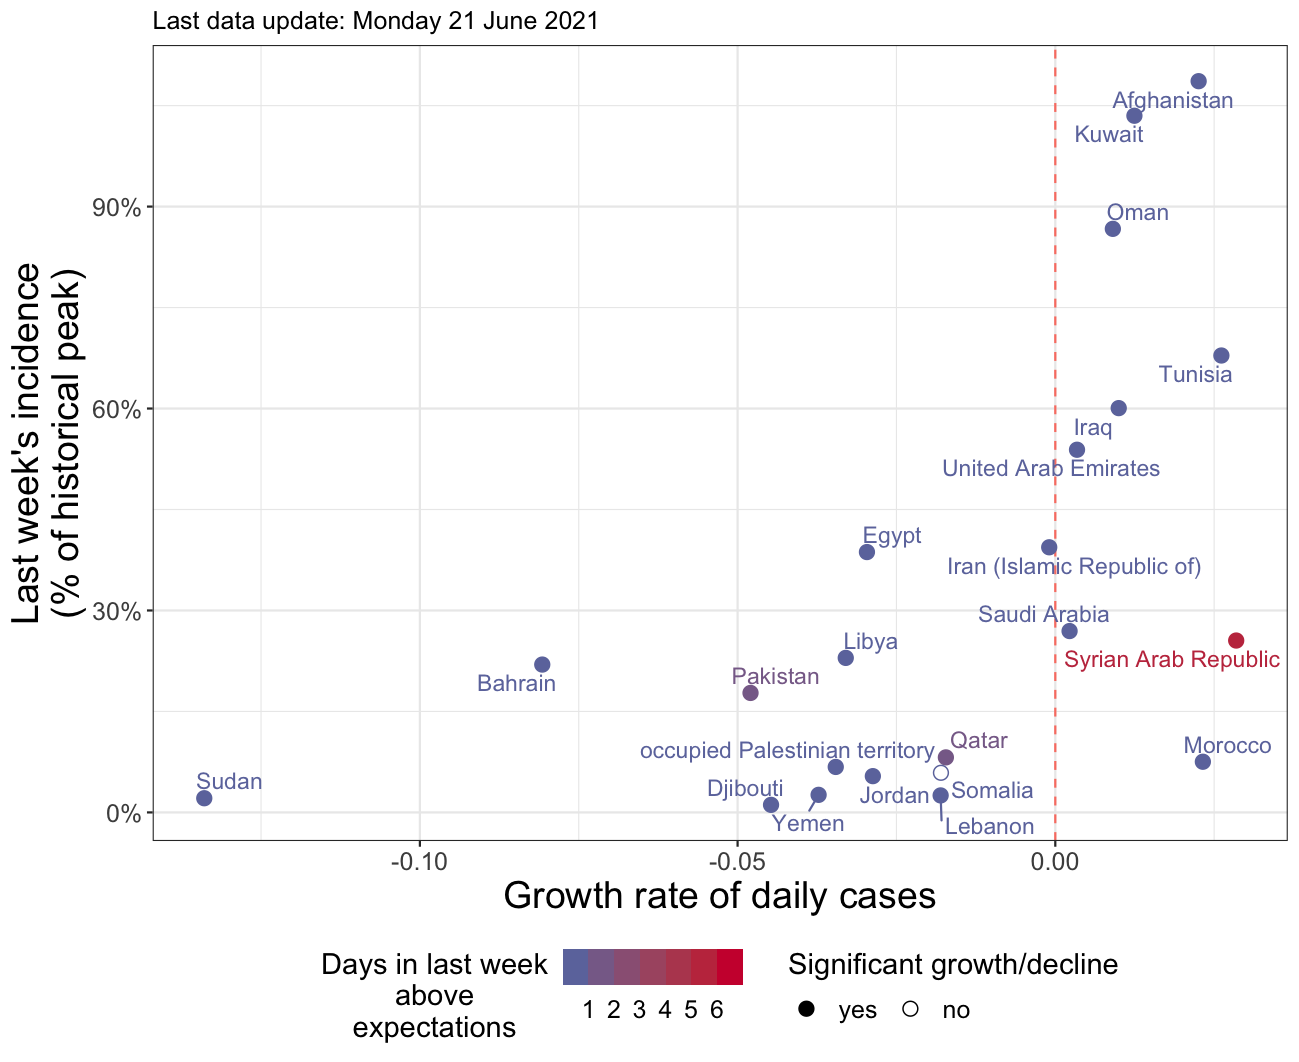 Last data update: Monday 21 June 2021
Last week's incidence
(% of historical peak)
90%
60%
30%
0%
Afghanistan
Kuwait
Oman
Tunisia
Iraq
United Arab Emirates
Egypt
Iran (Islamic Republic of)
Saudi Arabia
Libya
Syrian Arab Republic
Pakistan
Bahrain
Qatar
occupied Palestinian territory
Morocco
Sudan
Djibouti
Jordan
Somalia
Yemen
Lebanon
-0.10
-0.05
0.00
Growth rate of daily cases
Days in last week
above
expectations
1 2 3 4 5 6
Significant growth/decline
yes
no